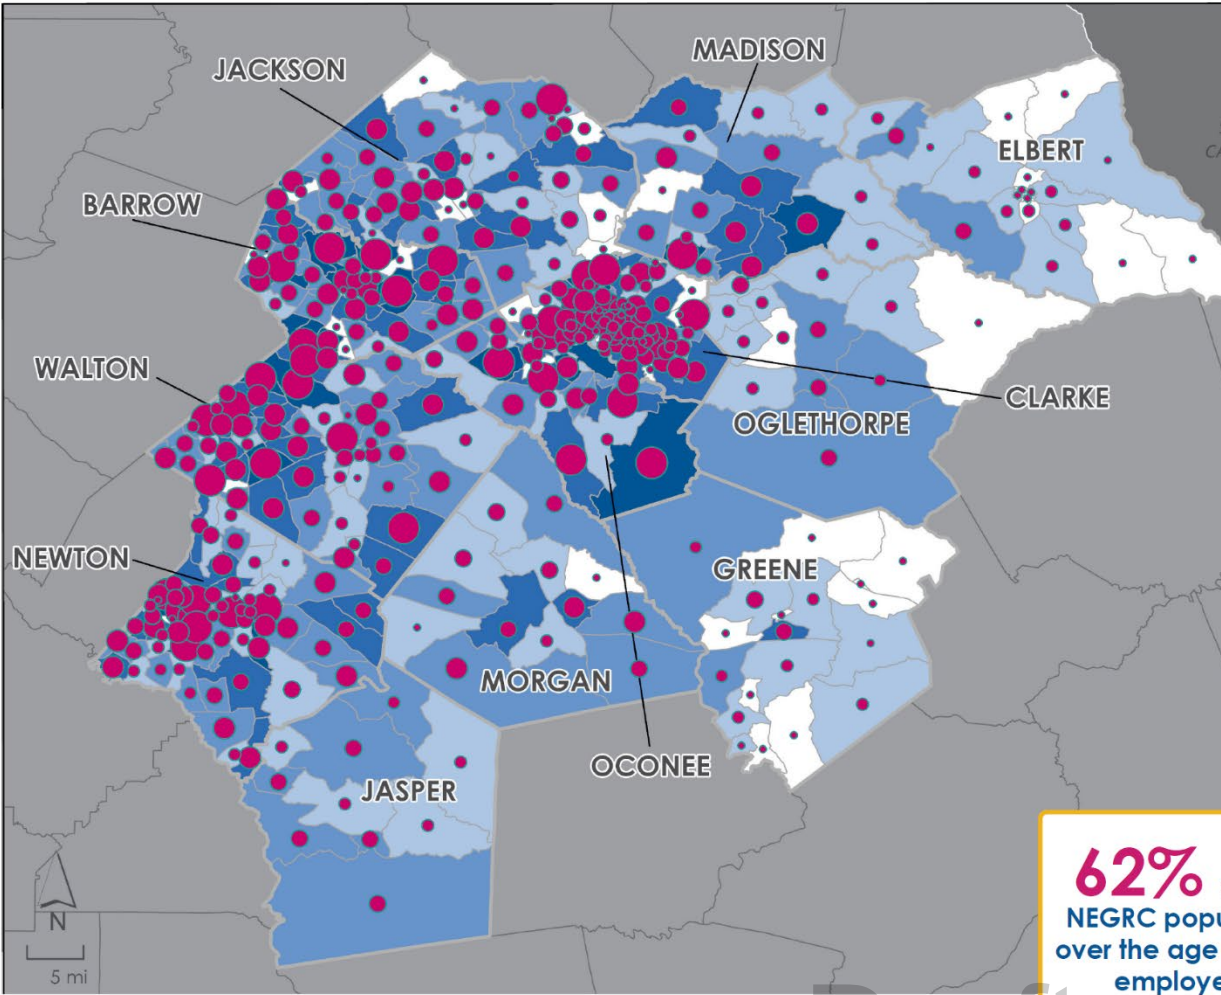 MADISON
JACKSON
ELBERT
BARROW
WALTON
CLARKE
OGLETHORPE
NEWTON
GREENE
MORGAN
OCONEE
JASPER
62%
NEGRC popu
over the age
employe
N
5 mi